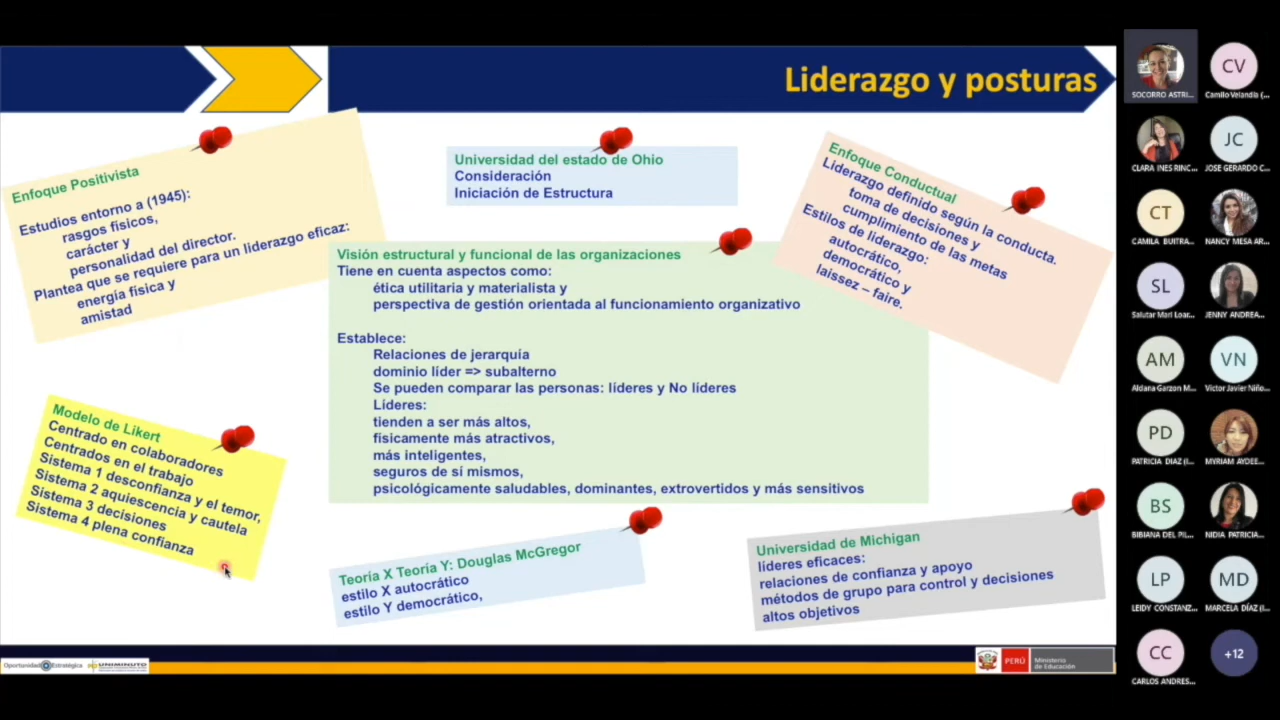 Liderazgo y posturas
Enfoque Positivista
Estudios entorno a (1945):
rasgos físicos,
carácter y
personalidad del director.
Plantea que se requiere para un liderazgo eficaz:
energía física y
amistad
Universidad del estado de Ohio
Consideración
Iniciación de Estructura
Enfoque Conductual
Liderazgo definido según la conducta.
toma de decisiones y
cumplimiento de las metas
Estilos de liderazgo:
autocrático,
democrático y
laissez – faire.
Visión estructural y funcional de las organizaciones
Tiene en cuenta aspectos como:
ética utilitaria y materialista y
perspectiva de gestión orientada al funcionamiento organizativo
Establece:
Relaciones de jerarquía
dominio líder => subalterno
Se pueden comparar las personas: líderes y No líderes
Líderes:
tienden a ser más altos,
físicamente más atractivos,
más inteligentes,
seguros de sí mismos,
psicológicamente saludables, dominantes, extrovertidos y más sensitivos
Modelo de Likert
Centrado en colaboradores
Centrados en el trabajo
Sistema 1 desconfianza y el temor,
Sistema 2 aquiescencia y cautela
Sistema 3 decisiones
Sistema 4 plena confianza
Teoría X Teoría Y: Douglas McGregor
estilo X autocrático
estilo Y democrático,
Universidad de Michigan
líderes eficaces:
relaciones de confianza y apoyo
métodos de grupo para control y decisiones
altos objetivos
Oportunidad Estratégica
UNIMINUTO
PERÚ
Ministerio
de Educación
SOCORRO ASTRI...
CV
Camilo Velandia (...
CLARA INES RINC...
JC
JOSE GERARDO C...
CT
CAMILA BUITRA...
NANCY MESA AR...
SL
Salutar Mari Loar...
JENNY ANDREA...
AM
Aldana Garzon M...
VN
Victor Javier Niño...
PD
PATRICIA DIAZ (I...
MYRIAM AYDEE...
BS
BIBIANA DEL PIL...
NIDIA PATRICIA...
LP
LEIDY CONSTANZ...
MD
MARCELA DÍAZ (I...
CC
CARLOS ANDRES...
+12